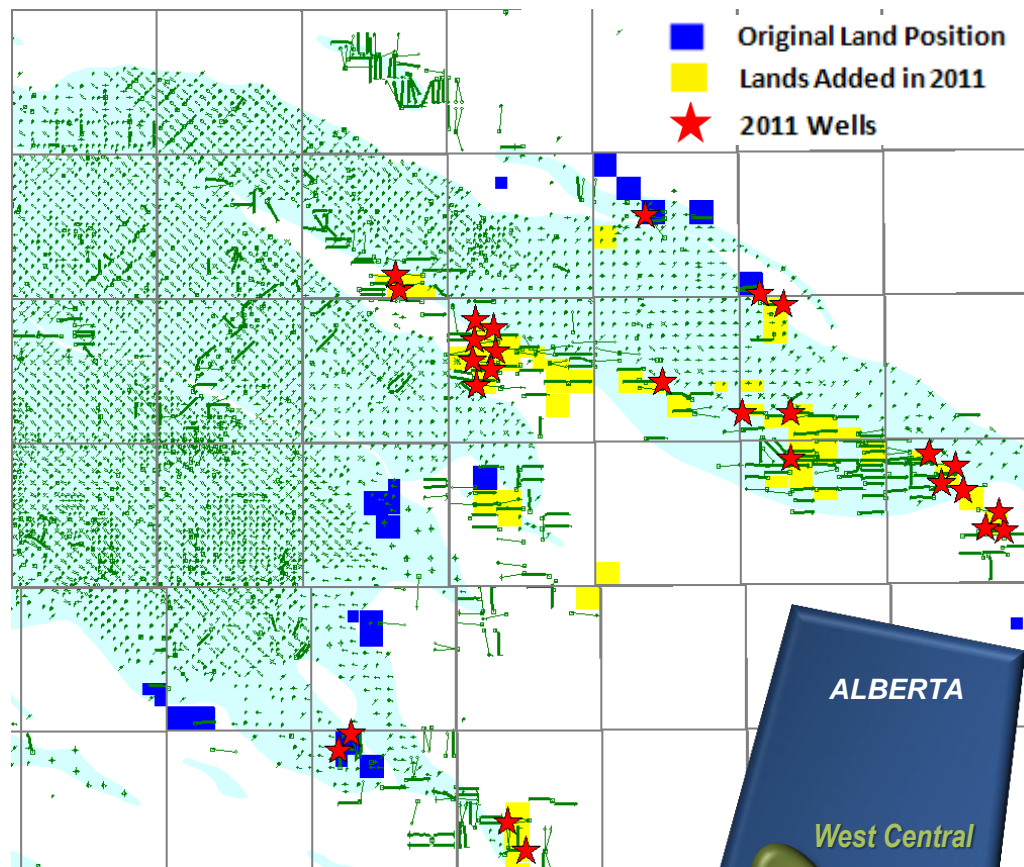 Original Land Position
Lands Added in 2011
2011 Wells
ALBERTA
West Central